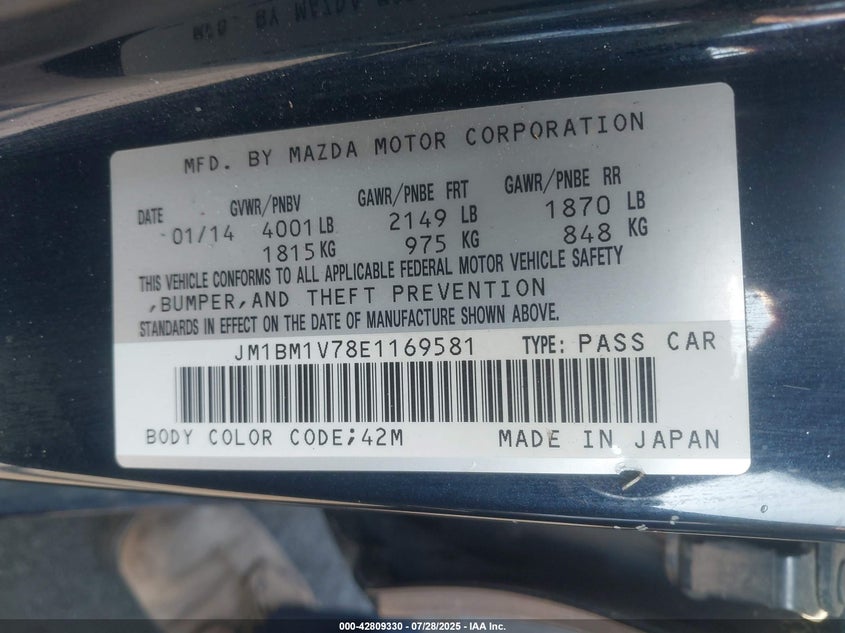 MFD. BY MAZDA MOTOR CORPORATION
DATE GVWR/PNBV GAWR/PNBE FRT GAWR/PNBE RR
01/14 4001 LB 2149 LB 1870 LB
1815 KG 975 KG 848 KG
THIS VEHICLE CONFORMS TO ALL APPLICABLE FEDERAL MOTOR VEHICLE SAFETY
,BUMPER,AND THEFT PREVENTION
STANDARDS IN EFFECT ON THE DATE OF MANUFACTURE SHOWN ABOVE.
JM1BM1V78E1169581 TYPE: PASS CAR
BODY COLOR CODE;42M MADE IN JAPAN
000-42809330 - 07/28/2025 - IAA Inc.